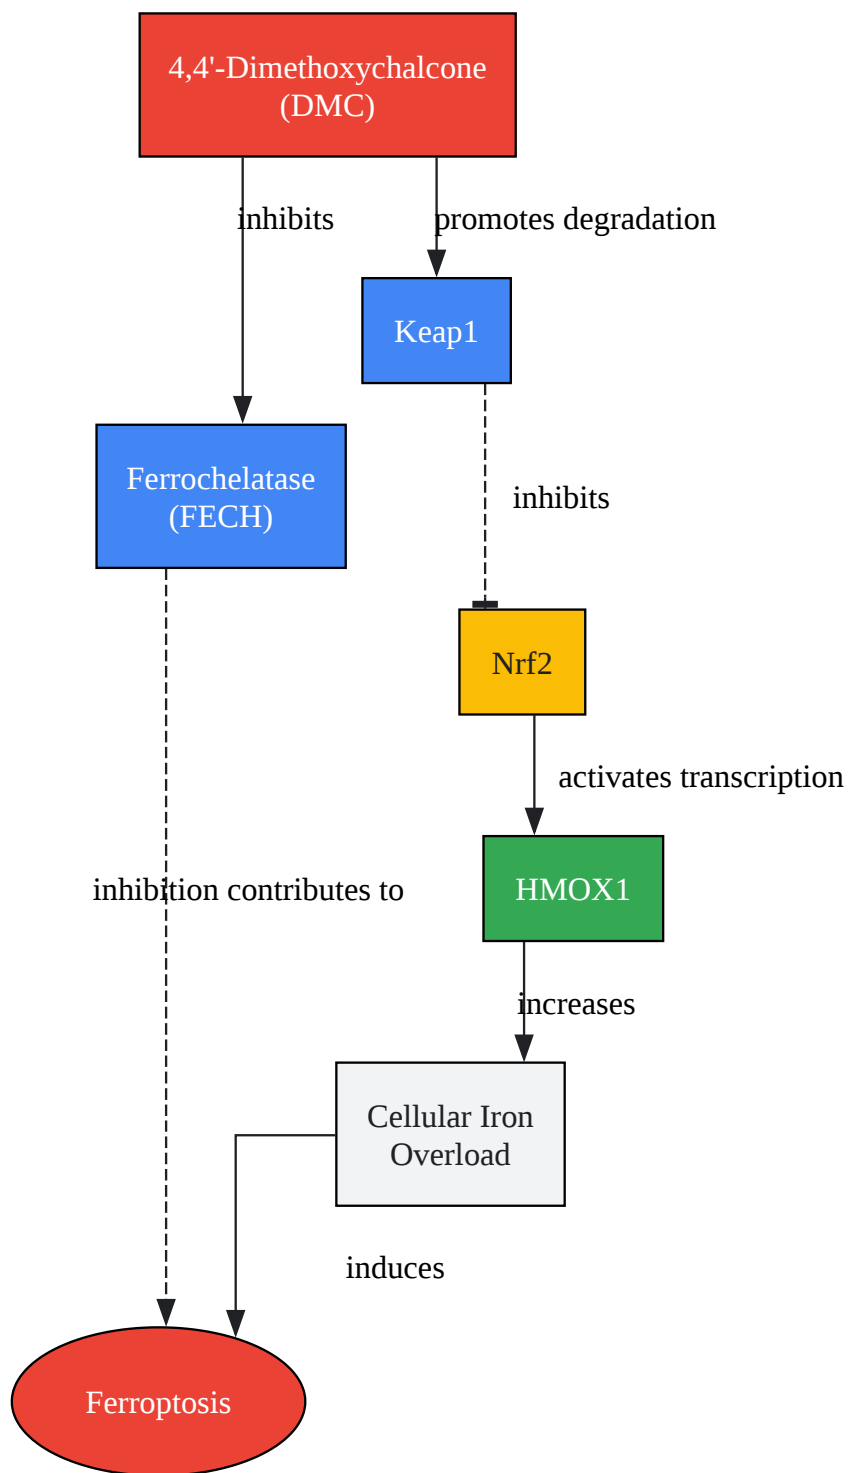 4,4'-Dimethoxychalcone
(DMC)
inhibits
promotes degradation
Keap1
Ferrochelatase
(FECH)
inhibits
Nrf2
activates transcription
HMOX1
inhibition contributes to
increases
Cellular Iron
Overload
induces
Ferroptosis